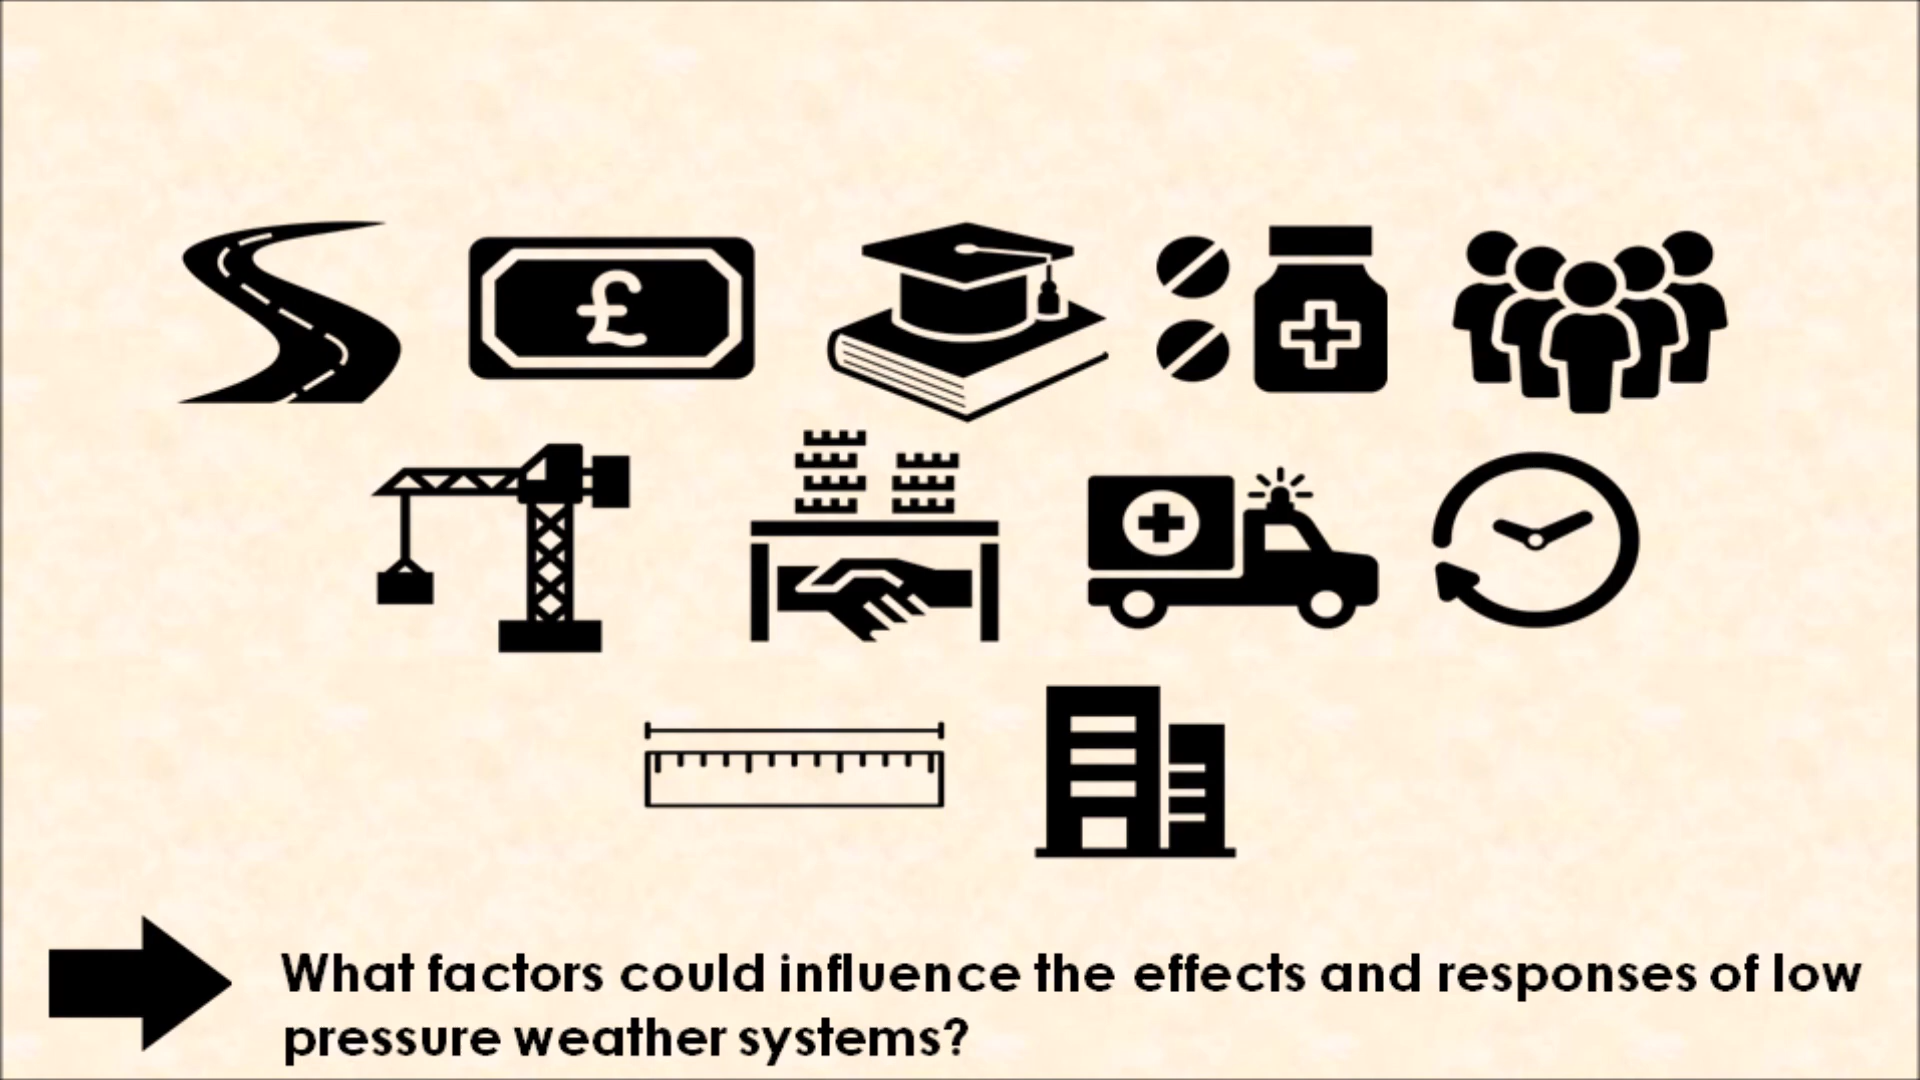 £
What factors could influence the effects and responses of low
pressure weather systems?